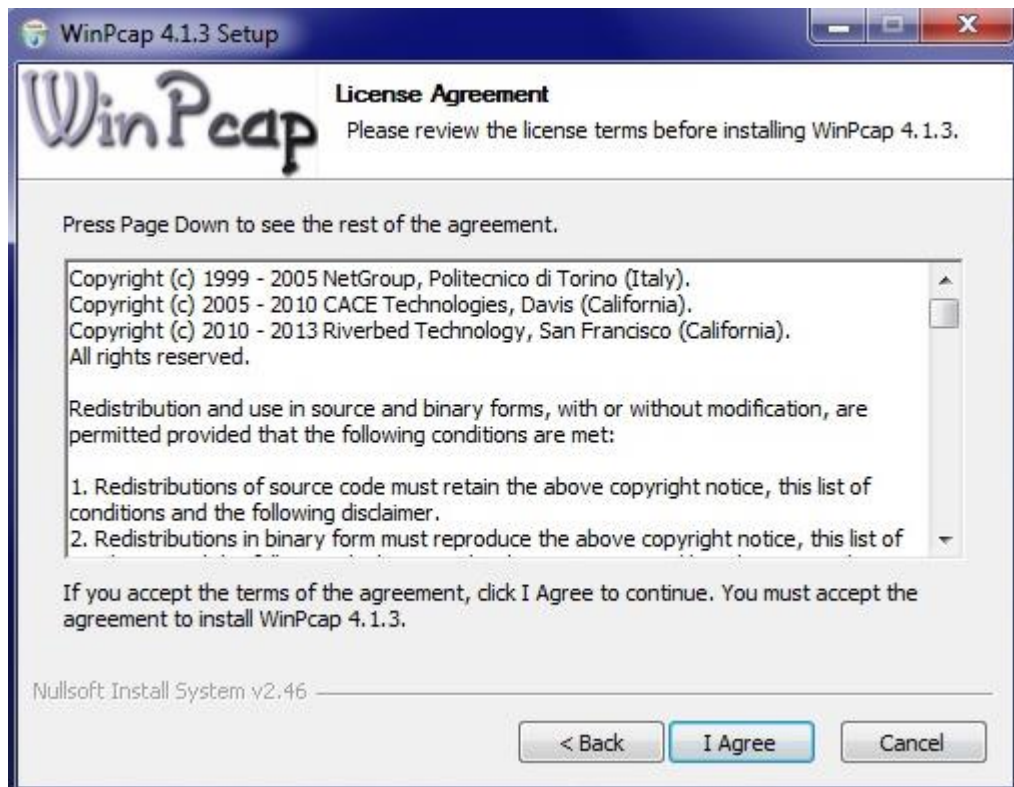 WinPcap 4.1.3 Setup
WinPcap
License Agreement
Please review the license terms before installing WinPcap 4.1.3.
Press Page Down to see the rest of the agreement.
Copyright (c) 1999 - 2005 NetGroup, Politecnico di Torino (Italy).
Copyright (c) 2005 - 2010 CACE Technologies, Davis (California).
Copyright (c) 2010 - 2013 Riverbed Technology, San Francisco (California).
All rights reserved.
Redistribution and use in source and binary forms, with or without modification, are
permitted provided that the following conditions are met:
1. Redistributions of source code must retain the above copyright notice, this list of
conditions and the following disclaimer.
2. Redistributions in binary form must reproduce the above copyright notice, this list of
If you accept the terms of the agreement, click I Agree to continue. You must accept the
agreement to install WinPcap 4.1.3.
Nullsoft Install System v2.46
< Back
I Agree
Cancel